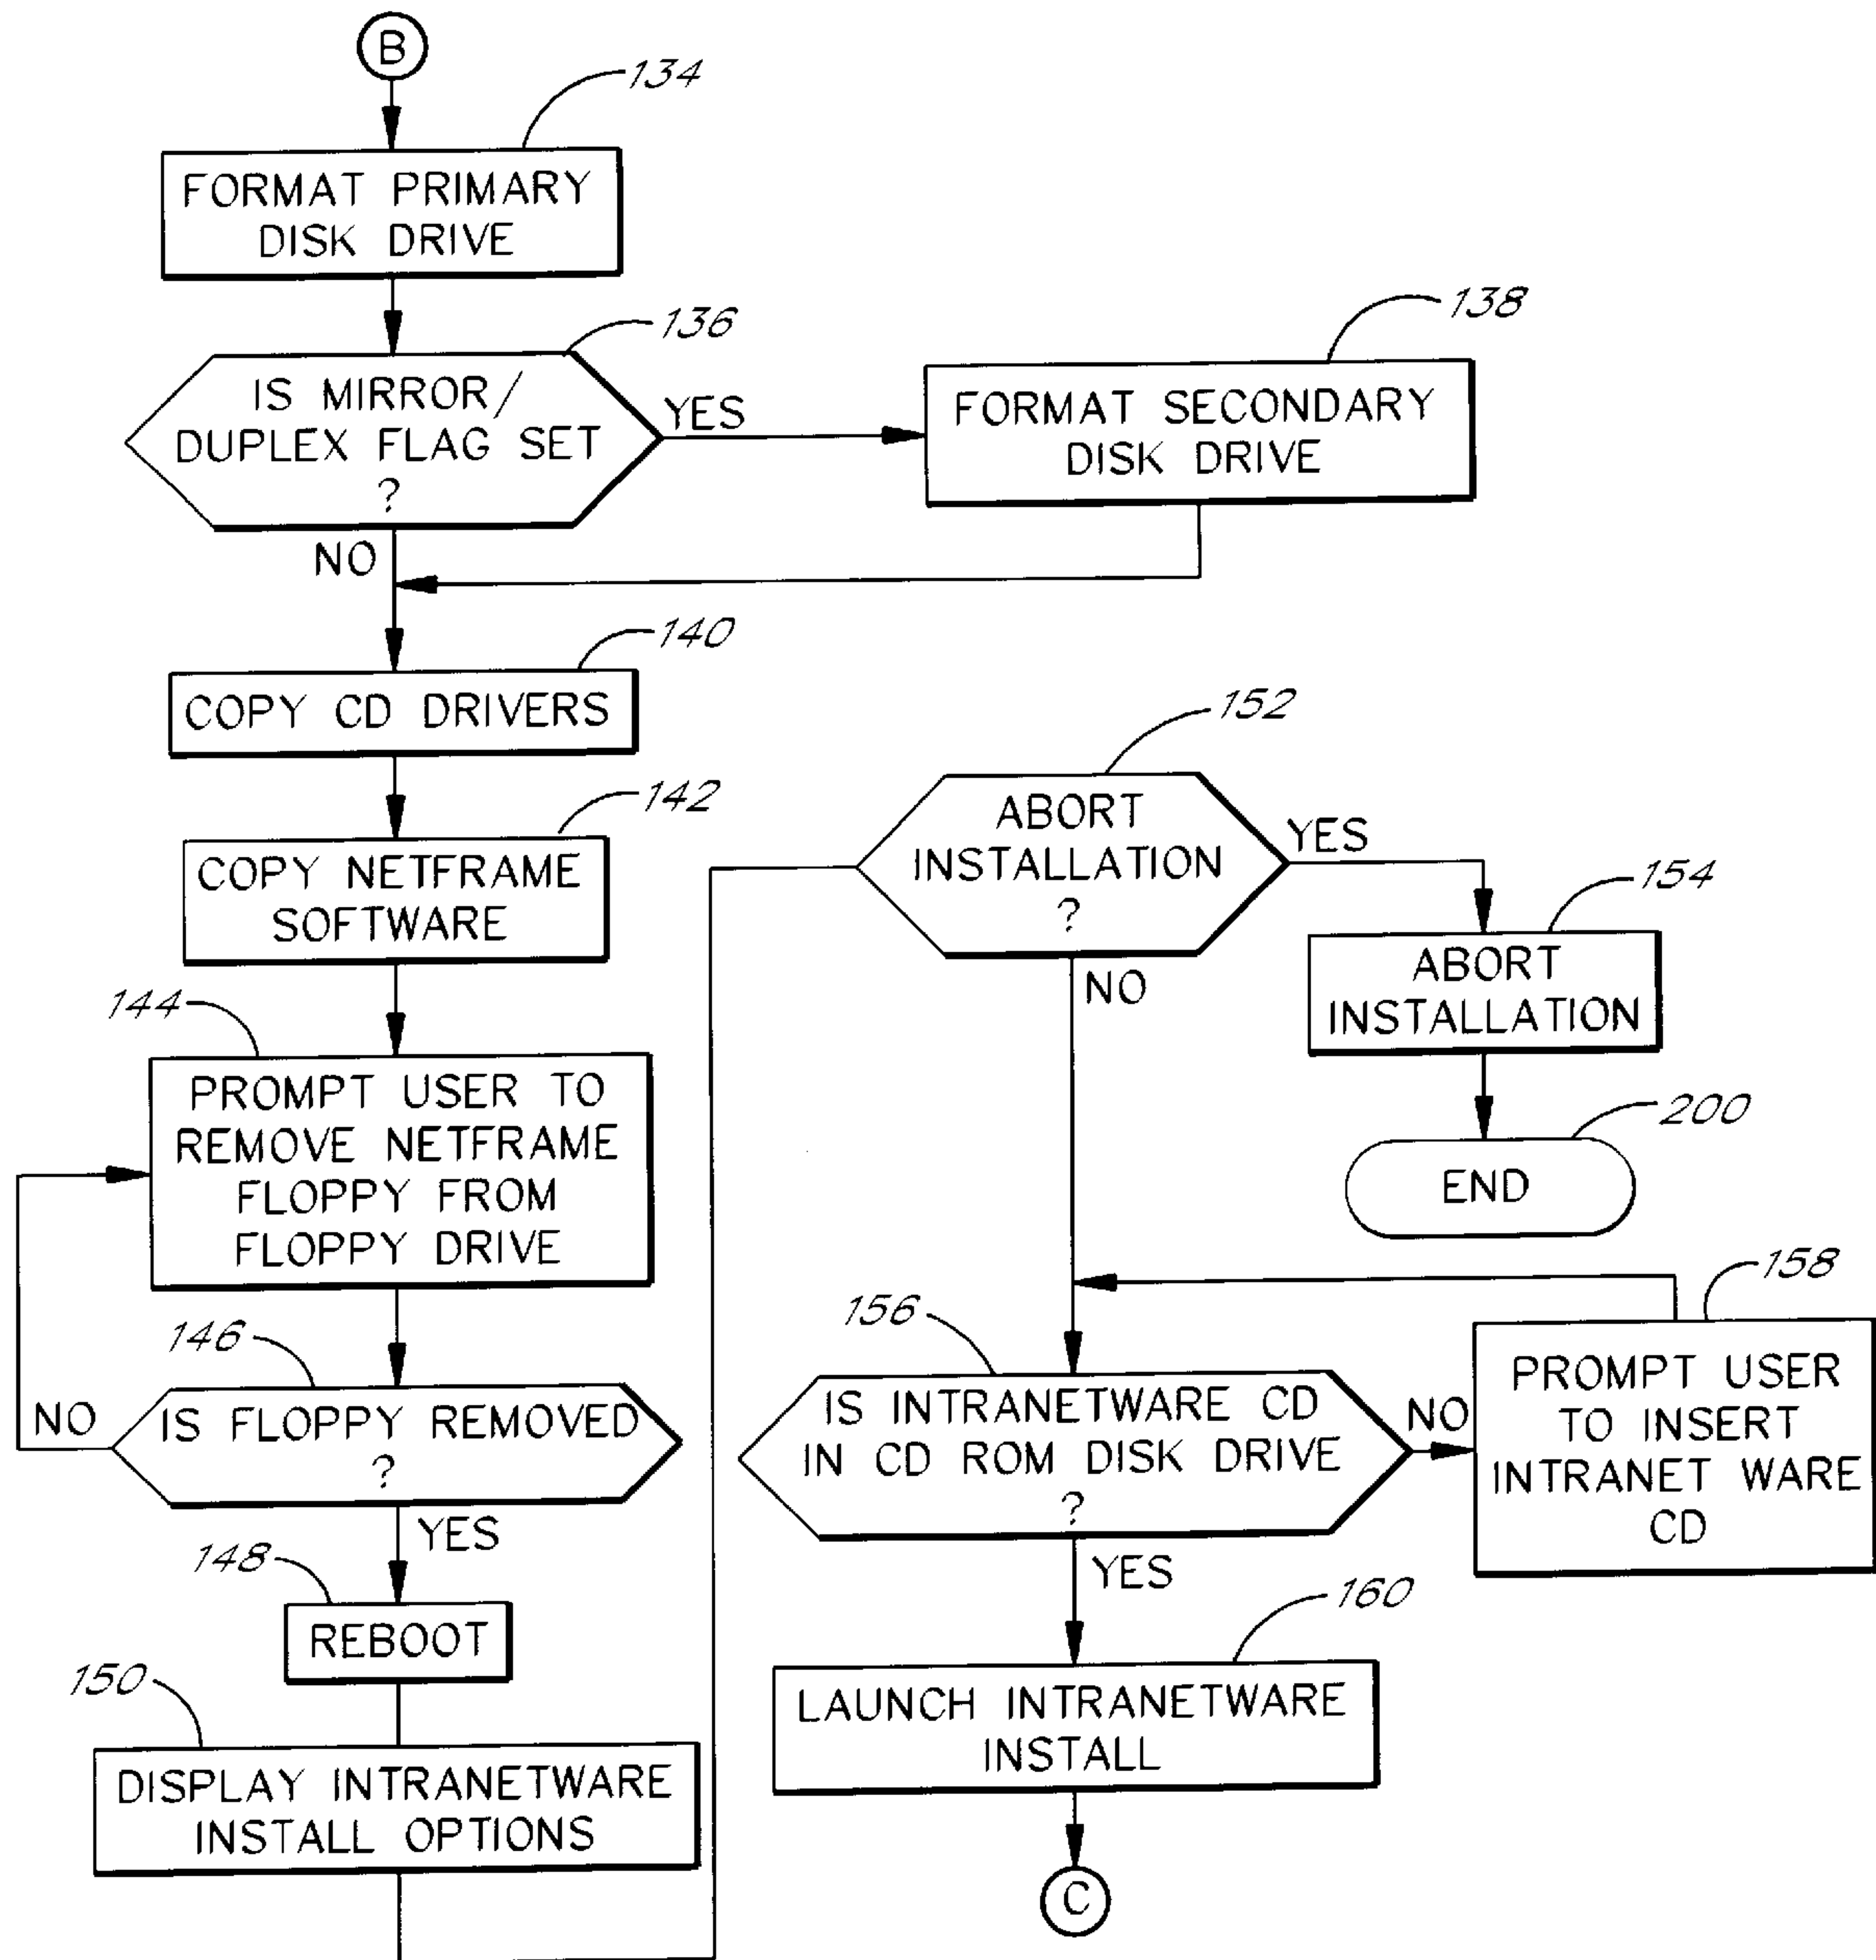 B
134
FORMAT PRIMARY
DISK DRIVE
136
IS MIRROR/
DUPLEX FLAG SET
?
YES
138
FORMAT SECONDARY
DISK DRIVE
NO
140
COPY CD DRIVERS
142
COPY NETFRAME
SOFTWARE
144
PROMPT USER TO
REMOVE NETFRAME
FLOPPY FROM
FLOPPY DRIVE
146
IS FLOPPY REMOVED
?
NO
YES
148
REBOOT
150
DISPLAY INTRANETWARE
INSTALL OPTIONS
152
ABORT
INSTALLATION
?
YES
154
ABORT
INSTALLATION
200
END
NO
156
IS INTRANETWARE CD
IN CD ROM DISK DRIVE
?
NO
158
PROMPT USER
TO INSERT
INTRANET WARE
CD
YES
160
LAUNCH INTRANETWARE
INSTALL
C